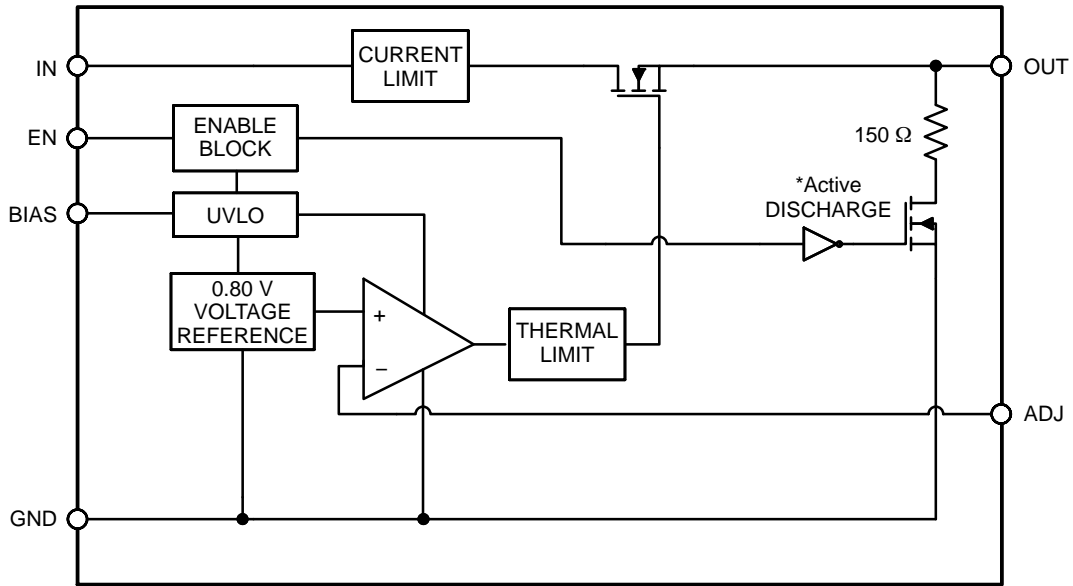 IN
CURRENT
LIMIT
OUT
EN
ENABLE
BLOCK
150 Ω
*Active
DISCHARGE
BIAS
UVLO
0.80 V
VOLTAGE
REFERENCE
+
−
THERMAL
LIMIT
ADJ
GND